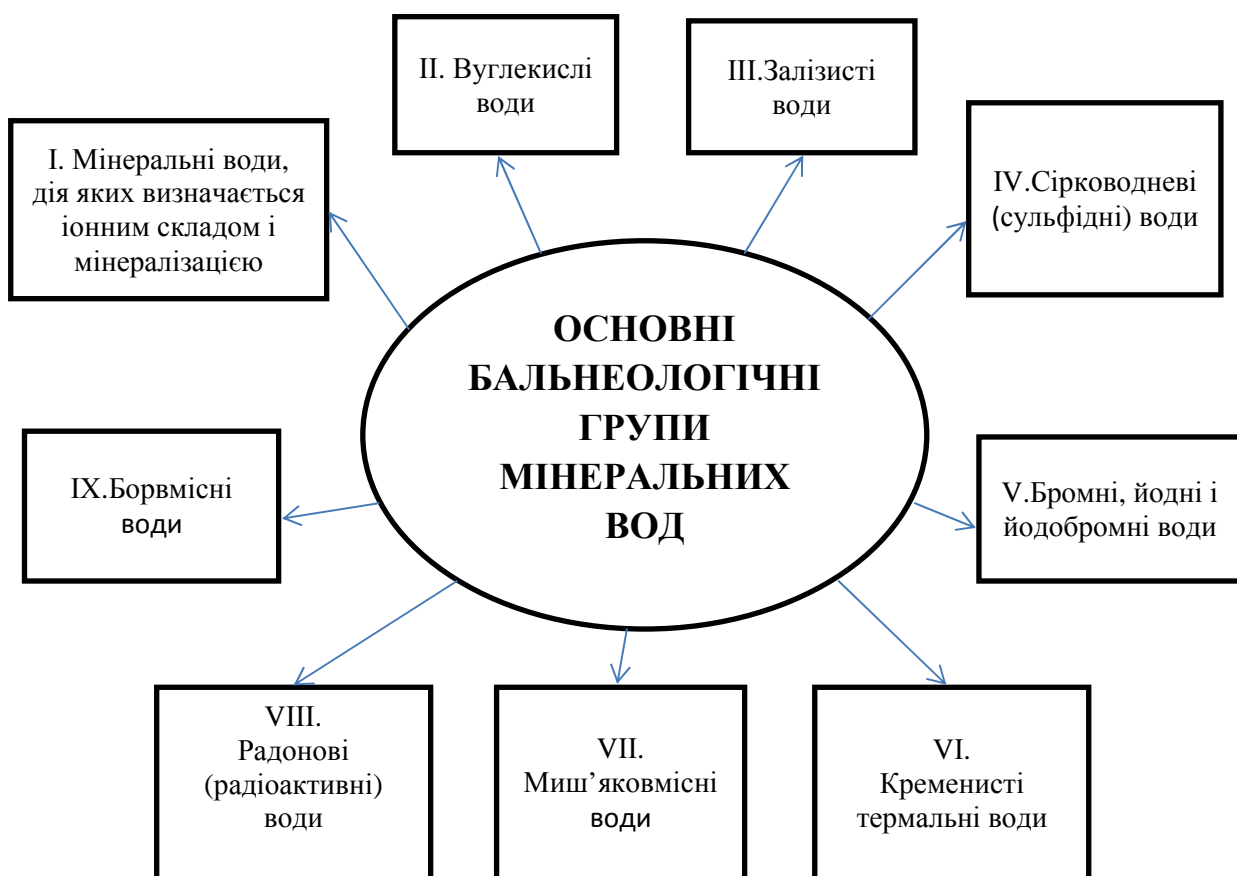 І. Мінеральні води,
дія яких визначається
іонним складом і
мінералізацією
ІІ. Вуглекислі
води
ІІІ.Залізисті
води
IV.Сірководневі
(сульфідні) води
ОСНОВНІ
БАЛЬНЕОЛОГІЧНІ
ГРУПИ
МІНЕРАЛЬНИХ
ВОД
IX.Борвмісні
води
V.Бромні, йодні і
йодобромні води
VIII.
Радонові
(радіоактивні)
води
VII.
Миш’яковмісні
води
VI.
Кременисті
термальні води